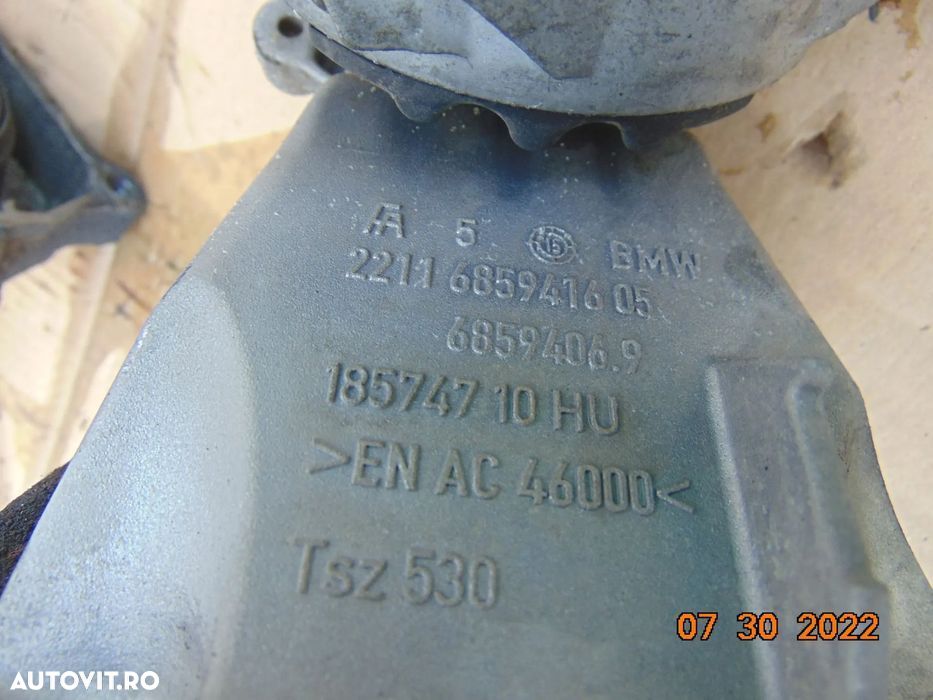 A 5 BMW
2211 6859416 05
6859406.9
185747 10 HU
>EN AC 46000<
Tsz 530
07 30 2022
AUTOVIT.RO